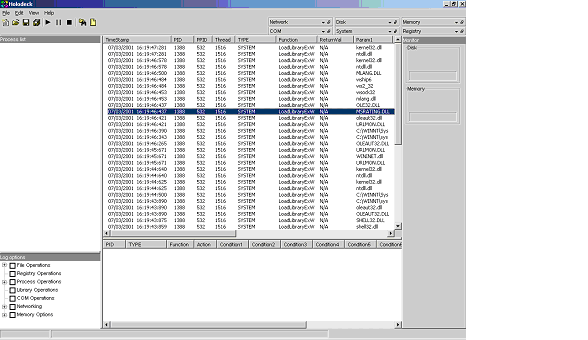 Holodeck
File Edit View Help
Network Disk Memory
COM System Registry
Process list
TimeStamp PID PPID Thread TYPE Function ReturnVal Param1
07/03/2001 16:19:47:281 1388 532 1516 SYSTEM LoadLibraryExW N/A kernel32.dll
07/03/2001 16:19:47:281 1388 532 1516 SYSTEM LoadLibraryExW N/A ntdll.dll
07/03/2001 16:19:46:578 1388 532 1516 SYSTEM LoadLibraryExW N/A kernel32.dll
07/03/2001 16:19:46:578 1388 532 1516 SYSTEM LoadLibraryExW N/A ntdll.dll
07/03/2001 16:19:46:500 1388 532 1516 SYSTEM LoadLibraryExW N/A MLANG.DLL
07/03/2001 16:19:46:484 1388 532 1516 SYSTEM LoadLibraryExW N/A wship6
07/03/2001 16:19:46:484 1388 532 1516 SYSTEM LoadLibraryExW N/A ws2_32
07/03/2001 16:19:46:453 1388 532 1516 SYSTEM LoadLibraryExW N/A wsock32
07/03/2001 16:19:46:453 1388 532 1516 SYSTEM LoadLibraryExW N/A mlang.dll
07/03/2001 16:19:46:437 1388 532 1516 SYSTEM LoadLibraryExW N/A OLE32.DLL
07/03/2001 16:19:46:437 1388 532 1516 SYSTEM LoadLibraryExW N/A MSRATING.DLL
07/03/2001 16:19:46:421 1388 532 1516 SYSTEM LoadLibraryExW N/A oleaut32.dll
07/03/2001 16:19:46:421 1388 532 1516 SYSTEM LoadLibraryExW N/A URLMON.DLL
07/03/2001 16:19:46:390 1388 532 1516 SYSTEM LoadLibraryExW N/A C:\WINNT\sys
07/03/2001 16:19:46:343 1388 532 1516 SYSTEM LoadLibraryExW N/A C:\WINNT\Sys
07/03/2001 16:19:46:265 1388 532 1516 SYSTEM LoadLibraryExW N/A OLEAUT32.DLL
07/03/2001 16:19:45:671 1388 532 1516 SYSTEM LoadLibraryExW N/A URLMON.DLL
07/03/2001 16:19:45:671 1388 532 1516 SYSTEM LoadLibraryExW N/A WININET.dll
07/03/2001 16:19:45:671 1388 532 1516 SYSTEM LoadLibraryExW N/A URLMON.DLL
07/03/2001 16:19:44:640 1388 532 1516 SYSTEM LoadLibraryExW N/A kernel32.dll
07/03/2001 16:19:44:640 1388 532 1516 SYSTEM LoadLibraryExW N/A ntdll.dll
07/03/2001 16:19:44:625 1388 532 1516 SYSTEM LoadLibraryExW N/A kernel32.dll
07/03/2001 16:19:44:625 1388 532 1516 SYSTEM LoadLibraryExW N/A ntdll.dll
07/03/2001 16:19:44:500 1388 532 1516 SYSTEM LoadLibraryExW N/A C:\WINNT\Sys
07/03/2001 16:19:43:890 1388 532 1516 SYSTEM LoadLibraryExW N/A C:\WINNT\sys
07/03/2001 16:19:43:890 1388 532 1516 SYSTEM LoadLibraryExW N/A oleaut32.dll
07/03/2001 16:19:43:890 1388 532 1516 SYSTEM LoadLibraryExW N/A OLEAUT32.DLL
07/03/2001 16:19:43:875 1388 532 1516 SYSTEM LoadLibraryExW N/A SHELL32.DLL
07/03/2001 16:19:43:859 1388 532 1516 SYSTEM LoadLibraryExW N/A shell32.dll
Monitor
Disk
Memory
PID TYPE Function Action Condition1 Condition2 Condition3 Condition4 Condition5 Condition6
Log options
File Operations
Registry Operations
Process Operations
Library Operations
COM Operations
Networking
Memory Options